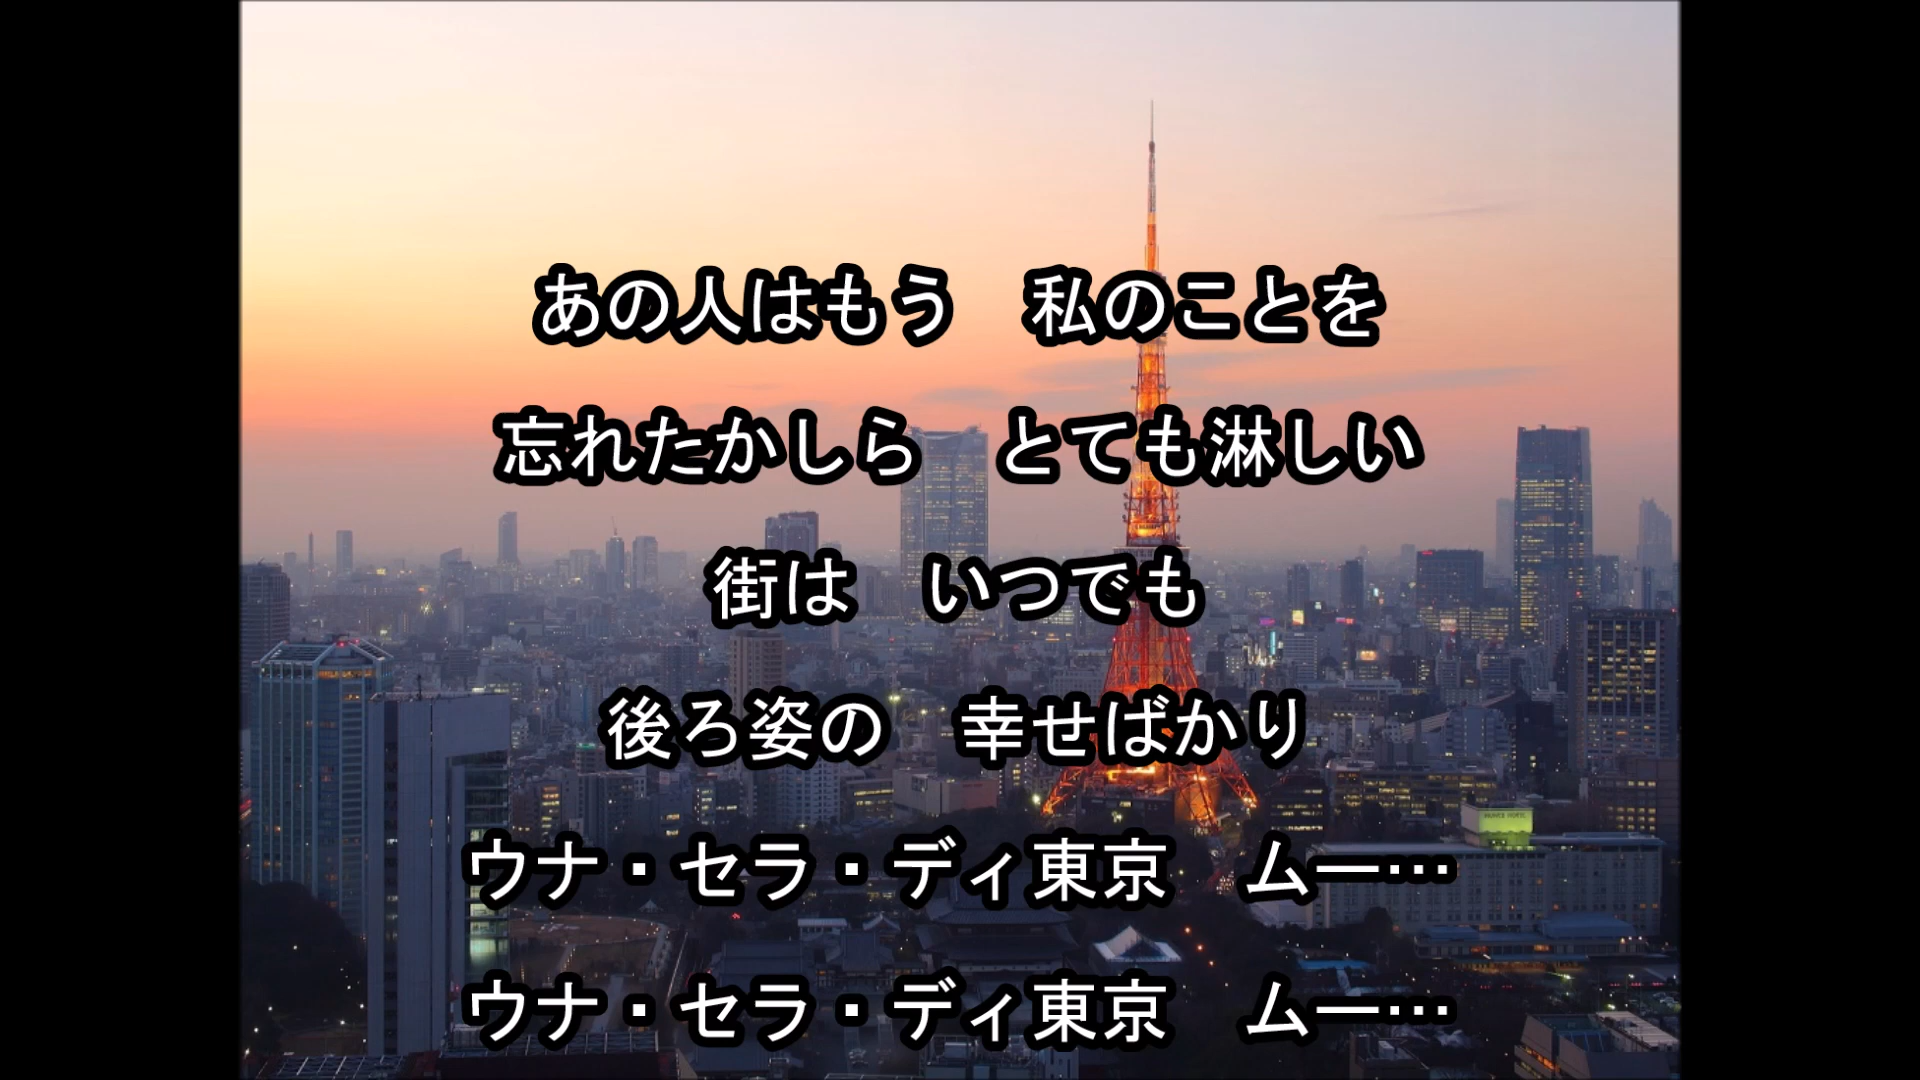 あの人はもう　私のことを
忘れたかしら　とても淋しい
街は　いつでも
後ろ姿の　幸せばかり
ウナ・セラ・ディ東京　ムー…
ウナ・セラ・ディ東京　ムー…